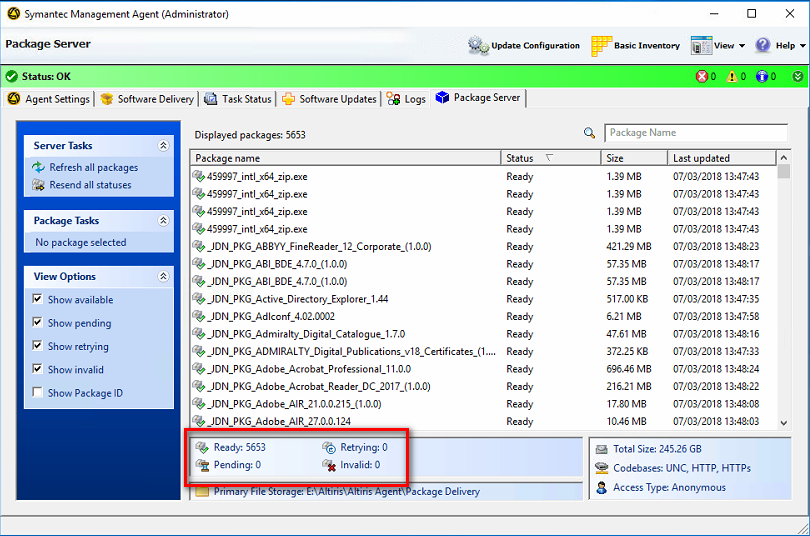 Symantec Management Agent (Administrator)
Package Server
Update Configuration
Basic Inventory
View
Help
Status: OK
0
0
0
Agent Settings
Software Delivery
Task Status
Software Updates
Logs
Package Server
Server Tasks
Refresh all packages
Resend all statuses
Package Tasks
No package selected
View Options
Show available
Show pending
Show retrying
Show invalid
Show Package ID
Displayed packages: 5653
Package Name
Package name Status Size Last updated
459997_intl_x64_zip.exe Ready 1.39 MB 07/03/2018 13:47:43
459997_intl_x64_zip.exe Ready 1.39 MB 07/03/2018 13:47:43
459997_intl_x64_zip.exe Ready 1.39 MB 07/03/2018 13:47:43
459997_intl_x64_zip.exe Ready 1.39 MB 07/03/2018 13:47:43
_JDN_PKG_ABBYY_FineReader_12_Corporate_(1.0.0) Ready 421.29 MB 07/03/2018 13:48:23
_JDN_PKG_ABI_BDE_4.7.0_(1.0.0) Ready 57.35 MB 07/03/2018 13:48:17
_JDN_PKG_ABI_BDE_4.7.0_(1.0.0) Ready 57.35 MB 07/03/2018 13:48:17
_JDN_PKG_Active_Directory_Explorer_1.44 Ready 517.00 KB 07/03/2018 13:47:35
_JDN_PKG_AdIconf_4.02.0002 Ready 6.21 MB 07/03/2018 13:47:58
_JDN_PKG_Admiralty_Digital_Catalogue_1.7.0 Ready 47.61 MB 07/03/2018 13:48:16
_JDN_PKG_ADMIRALTY_Digital_Publications_v18_Certificates_(1.... Ready 372.25 KB 07/03/2018 13:47:33
_JDN_PKG_Adobe_Acrobat_Professional_11.0.0 Ready 696.46 MB 07/03/2018 13:48:24
_JDN_PKG_Adobe_Acrobat_Reader_DC_2017_(1.0.0) Ready 216.21 MB 07/03/2018 13:48:22
_JDN_PKG_Adobe_AIR_21.0.0.215_(1.0.0) Ready 17.80 MB 07/03/2018 13:48:08
_JDN_PKG_Adobe_AIR_27.0.0.124 Ready 10.46 MB 07/03/2018 13:48:04
Ready: 5653 Retrying: 0
Pending: 0 Invalid: 0
Primary File Storage: E:\Altiris\Altiris Agent\Package Delivery
Total Size: 245.26 GB
Codebases: UNC, HTTP, HTTPs
Access Type: Anonymous